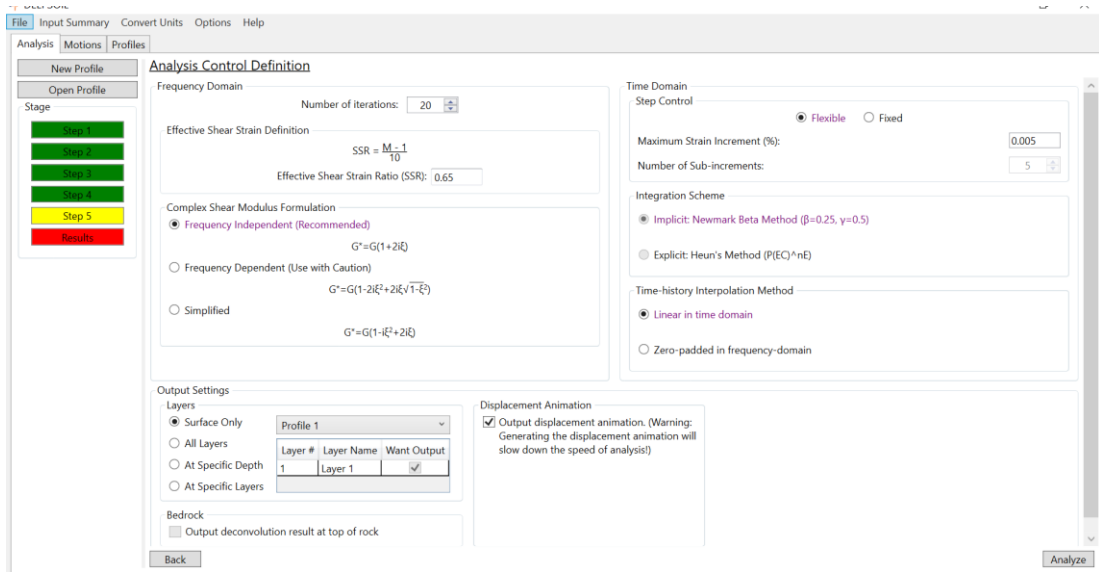 File Input Summary Convert Units Options Help
Analysis Motions Profiles
New Profile
Open Profile
Stage
Step 1
Step 2
Step 3
Step 4
Step 5
Results
Analysis Control Definition
Frequency Domain
Number of iterations: 20
Effective Shear Strain Definition
SSR = M - 1
10
Effective Shear Strain Ratio (SSR): 0.65
Complex Shear Modulus Formulation
Frequency Independent (Recommended)
G*=G(1+2iξ)
Frequency Dependent (Use with Caution)
G*=G(1-2ξ²+2iξ√1-ξ²)
Simplified
G*=G(1-iξ²+2iξ)
Time Domain
Step Control
Flexible Fixed
Maximum Strain Increment (%): 0.005
Number of Sub-increments: 5
Integration Scheme
Implicit: Newmark Beta Method (β=0.25, γ=0.5)
Explicit: Heun's Method (P(EC)^nE)
Time-history Interpolation Method
Linear in time domain
Zero-padded in frequency-domain
Output Settings
Layers
Surface Only
All Layers
At Specific Depth
At Specific Layers
Profile 1
Layer # Layer Name Want Output
1 Layer 1
Bedrock
Output deconvolution result at top of rock
Displacement Animation
Output displacement animation. (Warning:
Generating the displacement animation will
slow down the speed of analysis!)
Back
Analyze